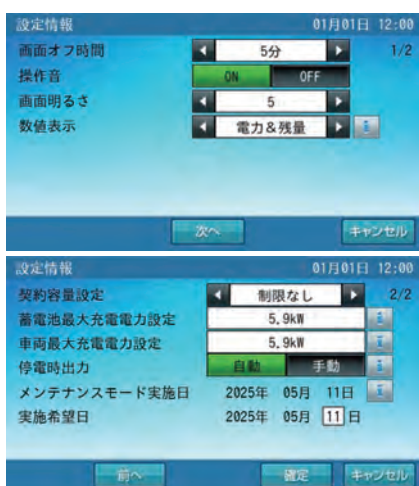 設定情報 01月01日 12:00
画面オフ時間 5分 1/2
操作音 ON OFF
画面明るさ 5
数値表示 電力&残量 i
次へ キャンセル
設定情報 01月01日 12:00
契約容量設定 制限なし 2/2
蓄電池最大充電電力設定 5.9kW i
車両最大充電電力設定 5.9kW i
停電時出力 自動 手動 i
メンテナンスモード実施日 2025年 05月 11日 i
実施希望日 2025年 05月 11日
前へ 確定 キャンセル